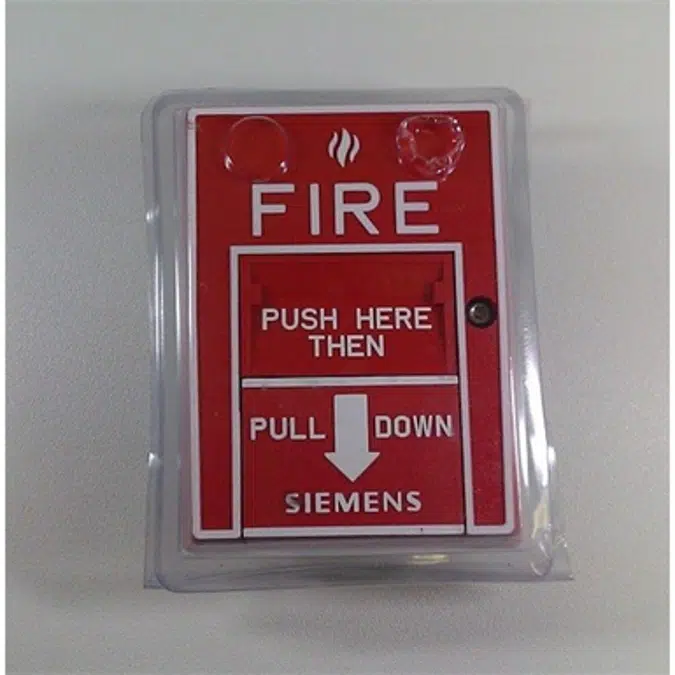 FIRE
PUSH HERE
THEN
PULL DOWN
SIEMENS